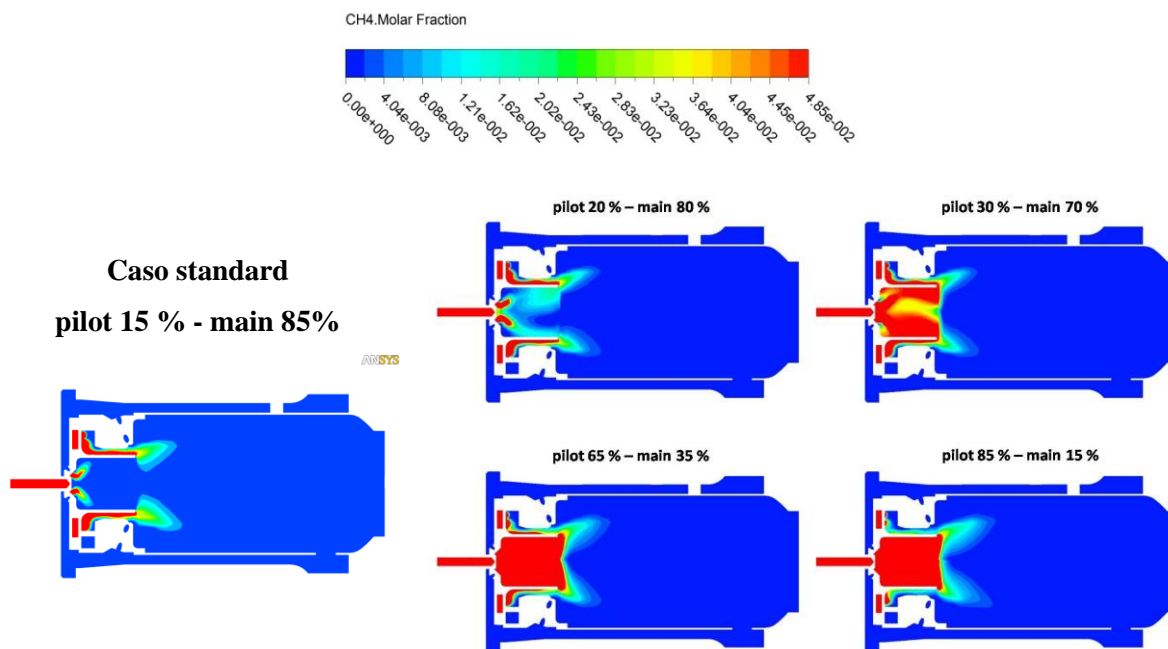 CH4.Molar Fraction
0.00e+000
4.04e-003
8.08e-003
1.21e-002
1.62e-002
2.02e-002
2.43e-002
2.83e-002
3.23e-002
3.64e-002
4.04e-002
4.45e-002
4.85e-002
pilot 20 % – main 80 %
pilot 30 % – main 70 %
Caso standard
pilot 15 % - main 85%
ANSYS
pilot 65 % – main 35 %
pilot 85 % – main 15 %